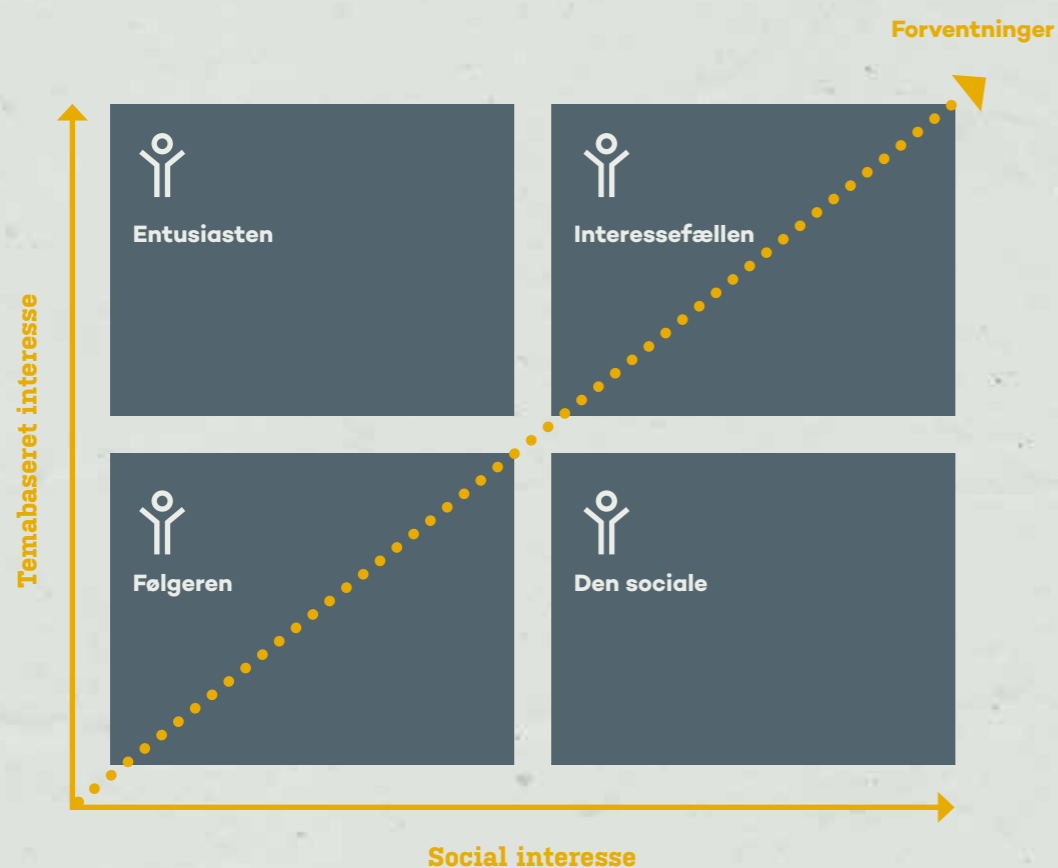 Forventninger
Entusiasten
Interessefællen
Temabaseret interesse
Følgeren
Den sociale
Social interesse